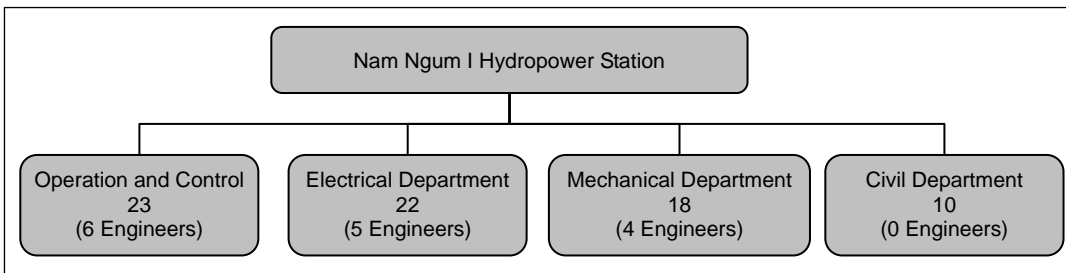 Nam Ngum I Hydropower Station
Operation and Control
23
(6 Engineers)
Electrical Department
22
(5 Engineers)
Mechanical Department
18
(4 Engineers)
Civil Department
10
(0 Engineers)